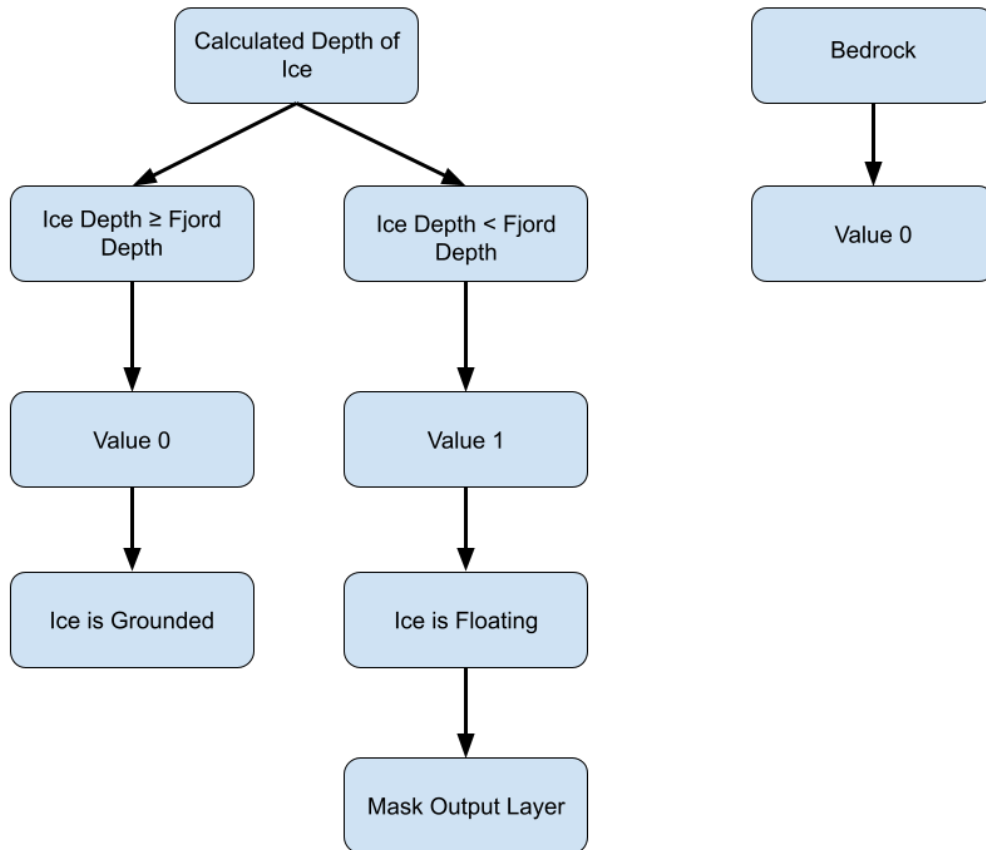 Calculated Depth of
Ice
Bedrock
Ice Depth ≥ Fjord
Depth
Ice Depth < Fjord
Depth
Value 0
Value 0
Value 1
Ice is Grounded
Ice is Floating
Mask Output Layer